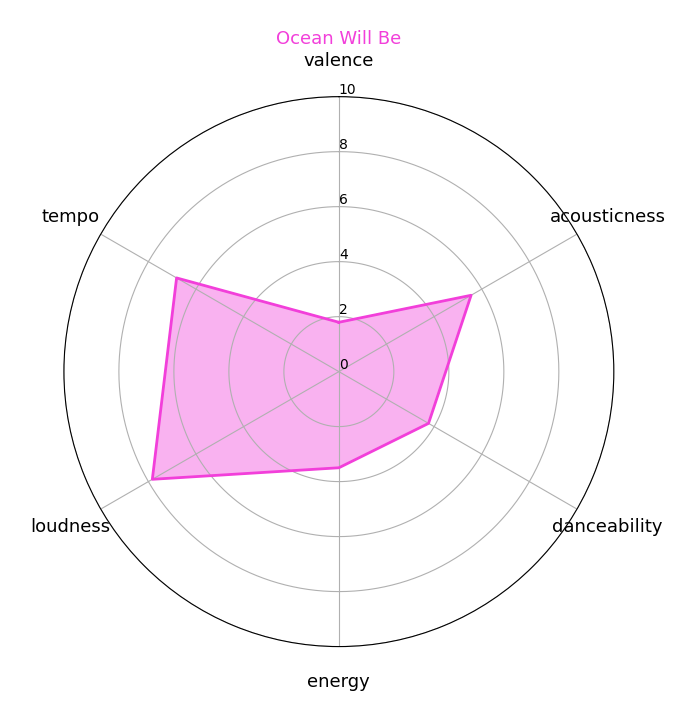 Ocean Will Be
valence
10
8
6
4
2
0
tempo
acousticness
loudness
danceability
energy